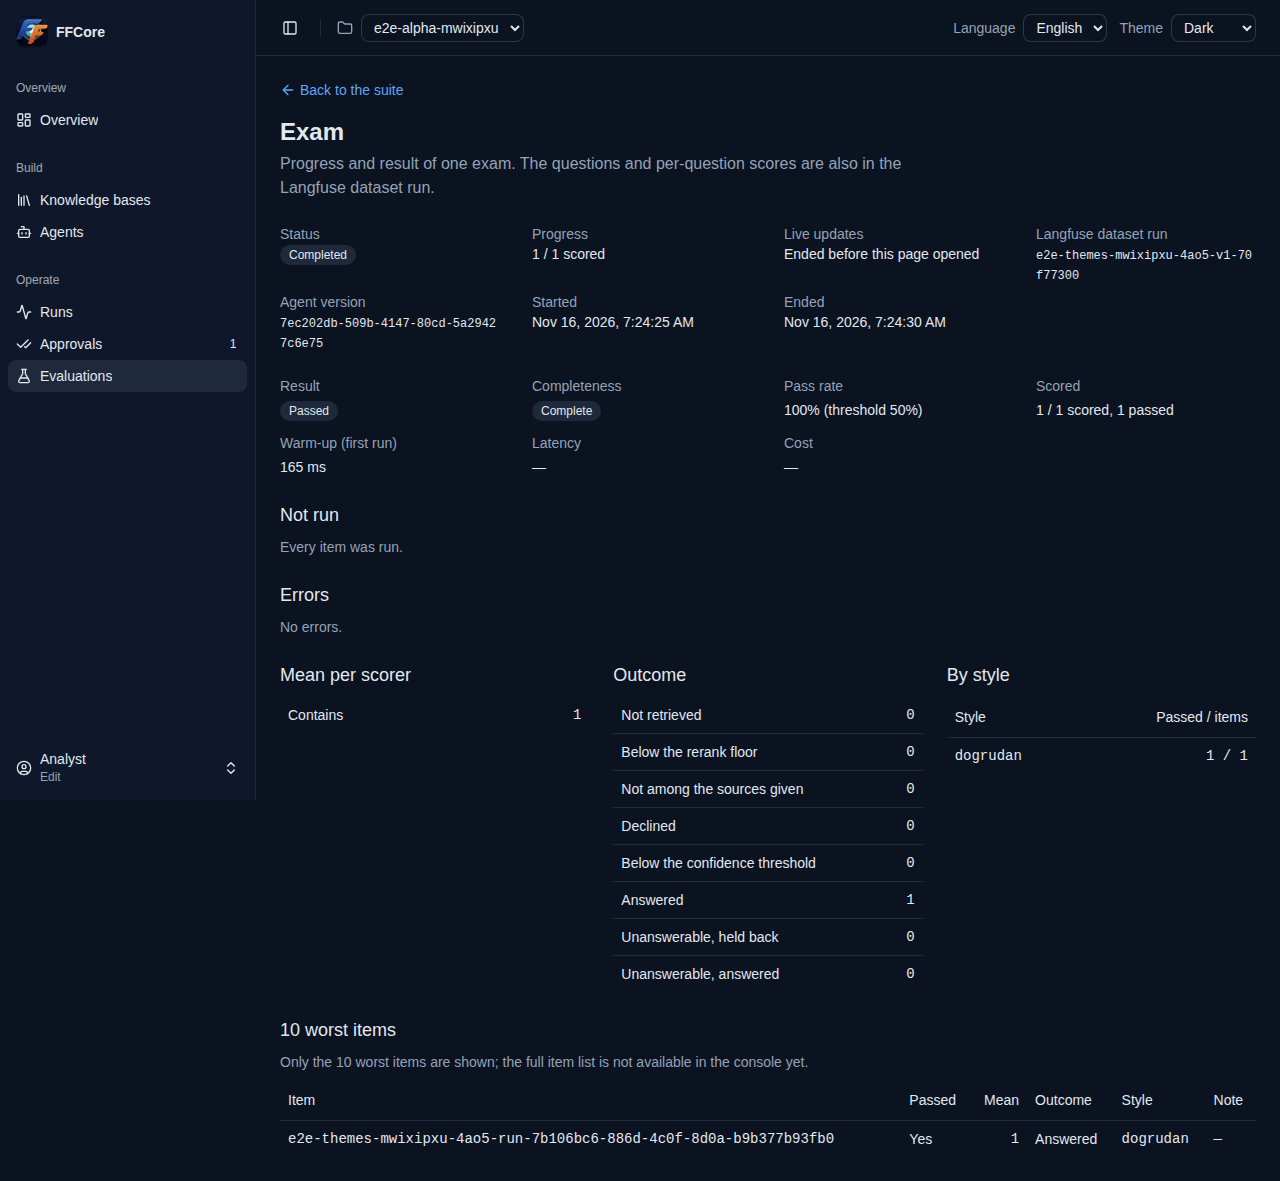 FFCore
Overview
Overview
Build
Knowledge bases
Agents
Operate
Runs
Approvals 1
Evaluations
Analyst
Edit
e2e-alpha-mwixipxu
Language English Theme Dark
Back to the suite
Exam
Progress and result of one exam. The questions and per-question scores are also in the
Langfuse dataset run.
Status Progress Live updates Langfuse dataset run
Completed 1 / 1 scored Ended before this page opened e2e-themes-mwixipxu-4ao5-v1-70
f77300
Agent version Started Ended
7ec202db-509b-4147-80cd-5a2942 Nov 16, 2026, 7:24:25 AM Nov 16, 2026, 7:24:30 AM
7c6e75
Result Completeness Pass rate Scored
Passed Complete 100% (threshold 50%) 1 / 1 scored, 1 passed
Warm-up (first run) Latency Cost
165 ms — —
Not run
Every item was run.
Errors
No errors.
Mean per scorer
Contains 1
Outcome
Not retrieved 0
Below the rerank floor 0
Not among the sources given 0
Declined 0
Below the confidence threshold 0
Answered 1
Unanswerable, held back 0
Unanswerable, answered 0
By style
Style Passed / items
dogrudan 1 / 1
10 worst items
Only the 10 worst items are shown; the full item list is not available in the console yet.
Item Passed Mean Outcome Style Note
e2e-themes-mwixipxu-4ao5-run-7b106bc6-886d-4c0f-8d0a-b9b377b93fb0 Yes 1 Answered dogrudan —